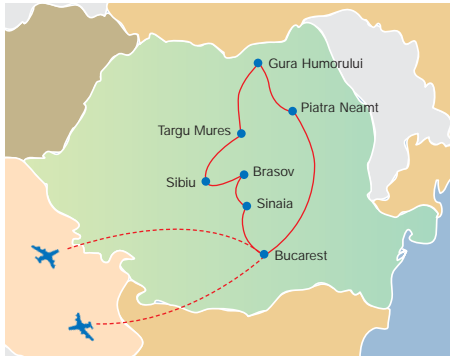 Gura Humorului
Piatra Neamt
Targu Mures
Brasov
Sibiu
Sinaia
Bucarest